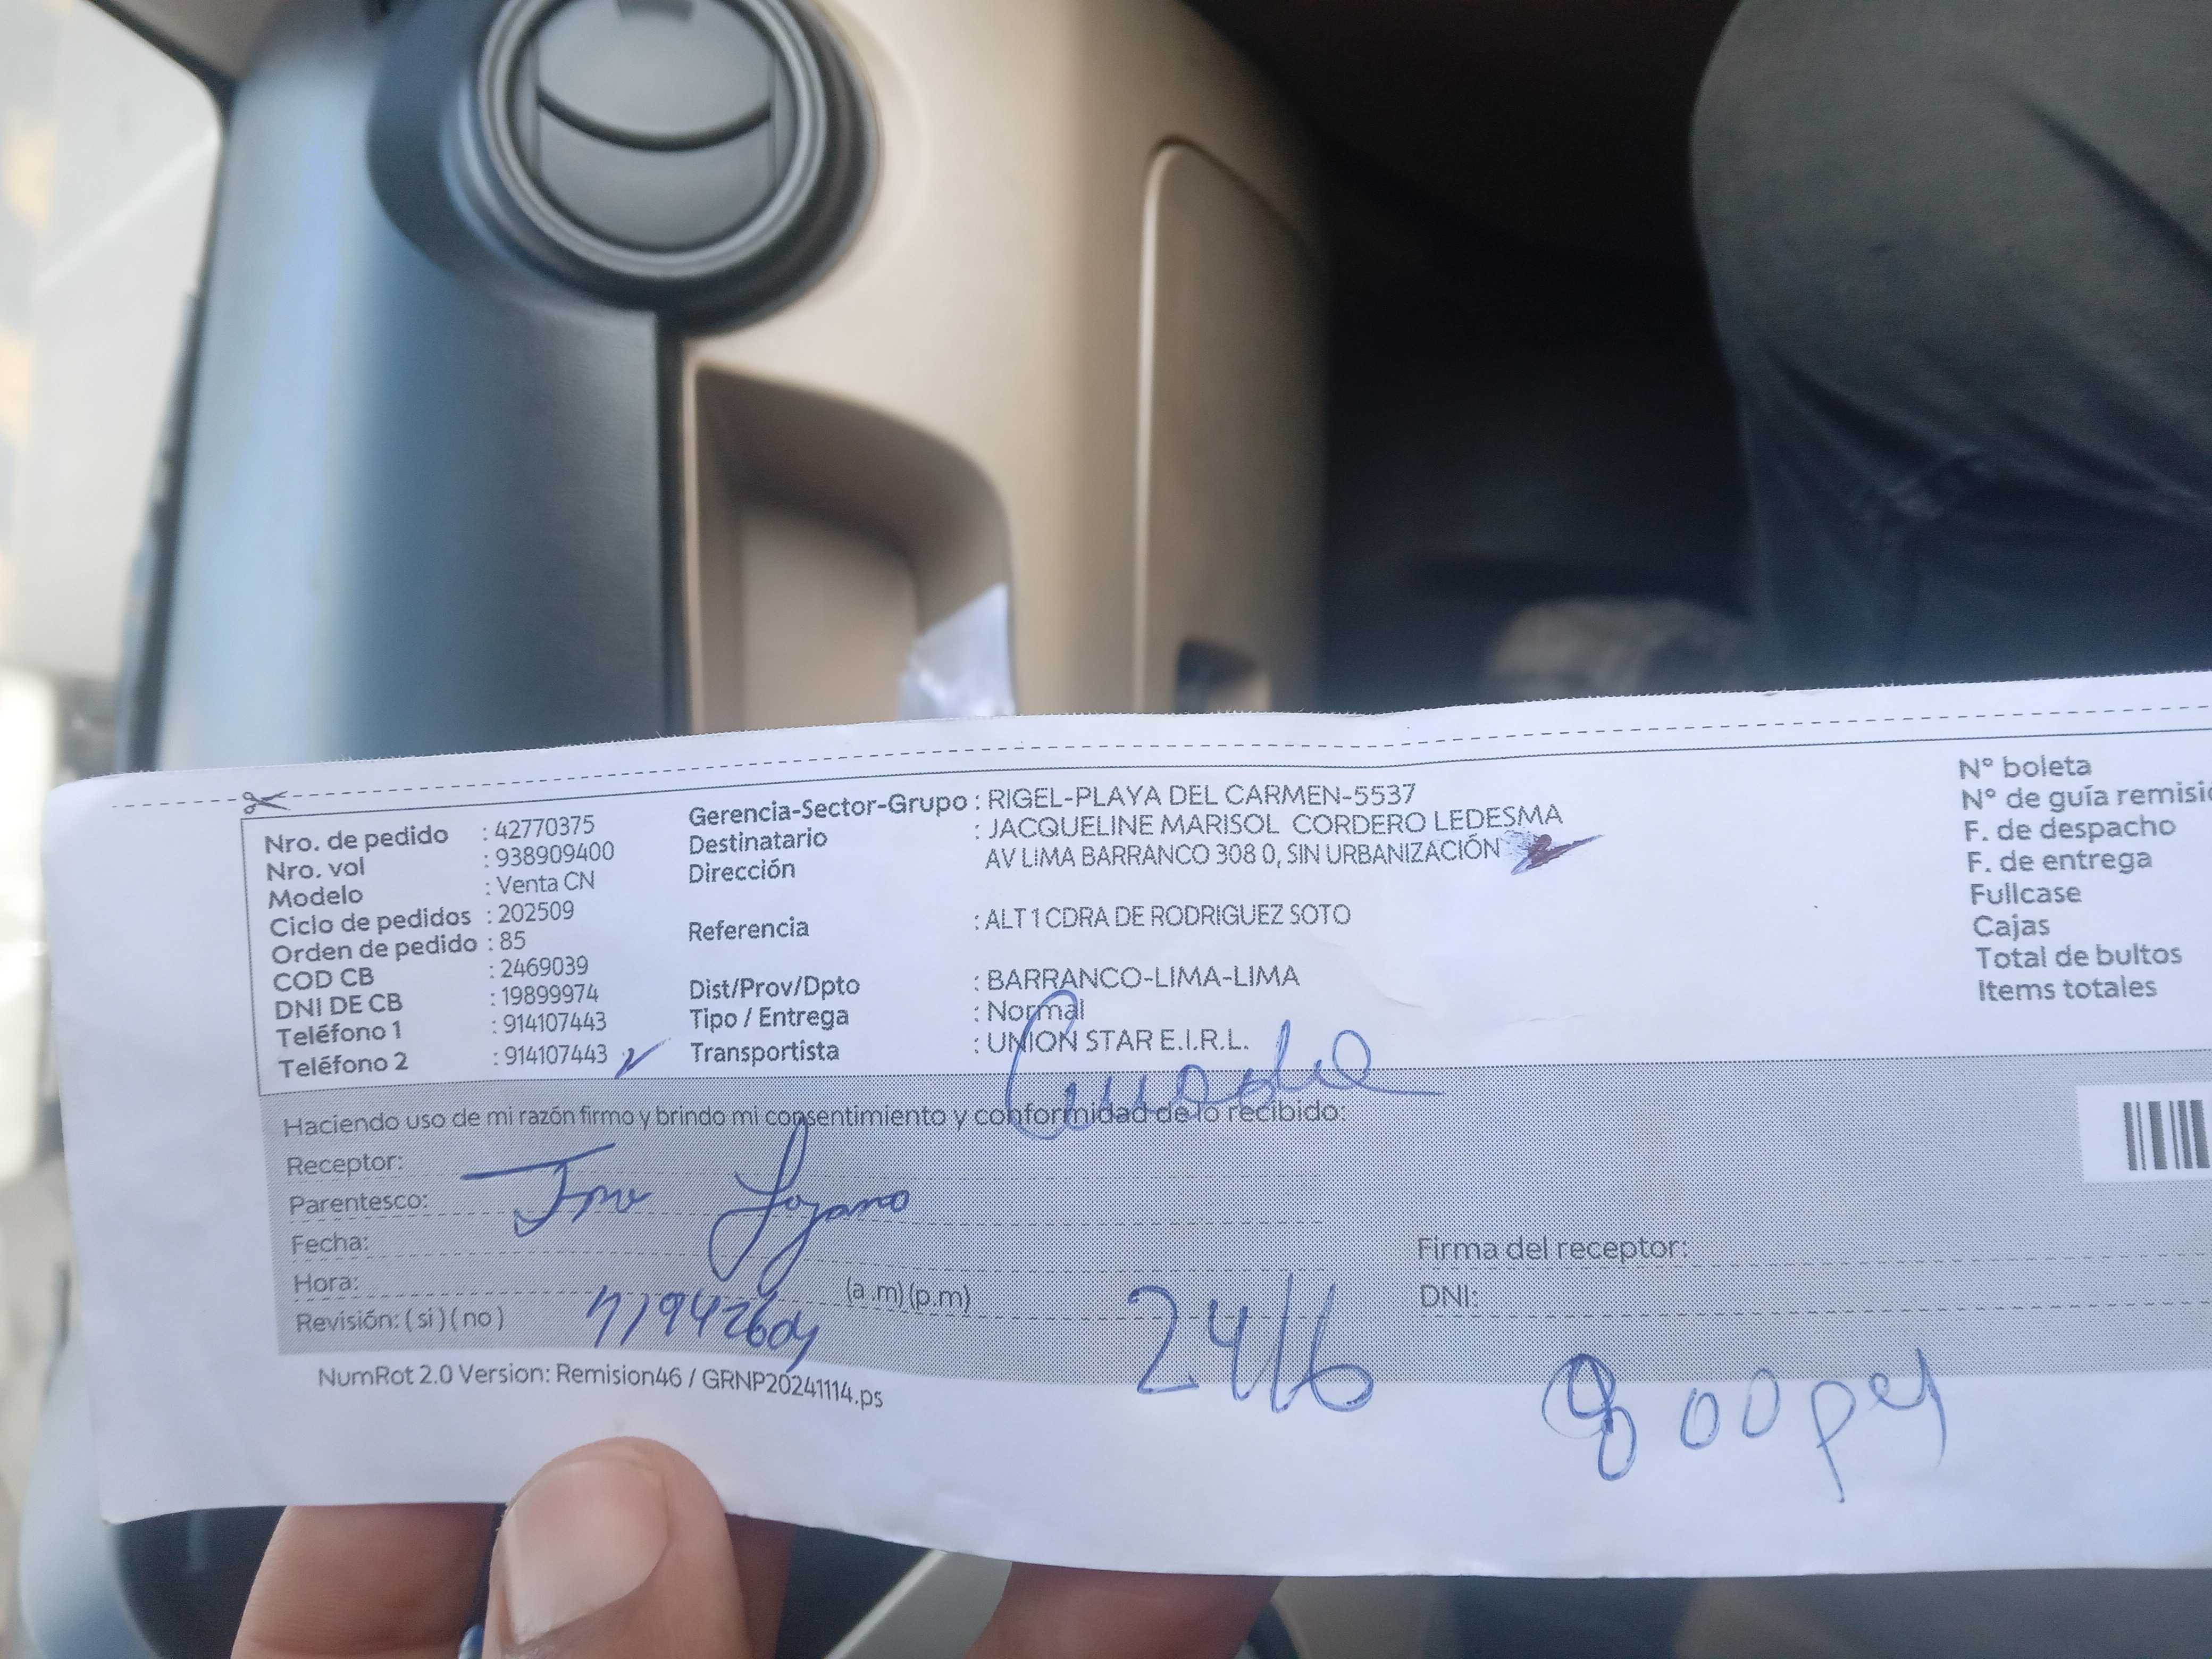 Nro. de pedido : 42770375
Nro. vol : 938909400
Modelo : Venta CN
Ciclo de pedidos : 202509
Orden de pedido : 85
COD CB : 2469039
DNI DE CB : 19899974
Teléfono 1 : 914107443
Teléfono 2 : 914107443
Gerencia-Sector-Grupo : RIGEL-PLAYA DEL CARMEN-5537
Destinatario : JACQUELINE MARISOL CORDERO LEDESMA
Dirección AV LIMA BARRANCO 308 0, SIN URBANIZACIÓN
Referencia : ALT 1 CDRA DE RODRIGUEZ SOTO
Dist/Prov/Dpto : BARRANCO-LIMA-LIMA
Tipo / Entrega : Normal
Transportista : UNION STAR E.I.R.L.
N° boleta
N° de guía
F. de despacho
F. de entrega
Fullcase
Cajas
Total de bultos
Items totales
Haciendo uso de mi razón firmo y brindo mi consentimiento y conformidad de lo recibido:
Receptor:
Parentesco: Lozano
Fecha:
Hora: (a.m)(p.m)
Revisión: (si)(no)
24/6
Firma del receptor:
DNI:
NumRot 2.0 Version: Remision46 / GRNP20241114.ps